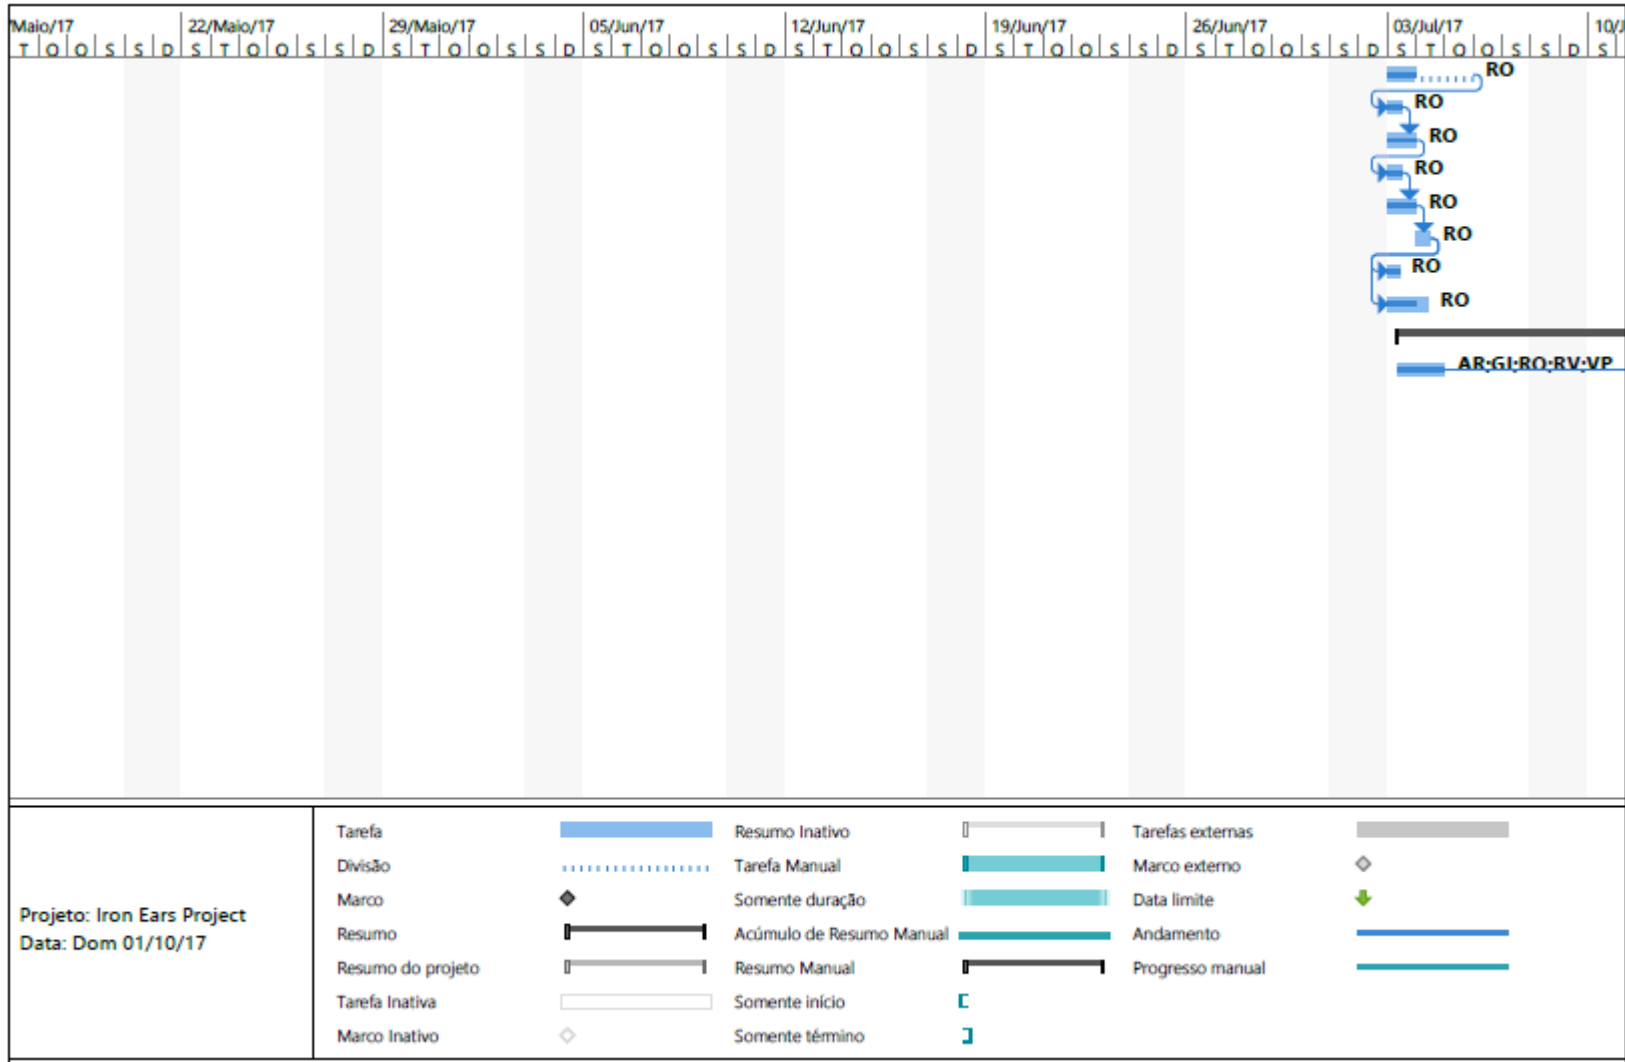 Maio/17 22/Maio/17 29/Maio/17 05/Jun/17 12/Jun/17 19/Jun/17 26/Jun/17 03/Jul/17 10/J
T Q Q S S D S T Q Q S S D S T Q Q S S D S T Q Q S S D S T Q Q S S D S T Q Q S S D S T Q Q S S D S T Q Q S S D S
RO
RO
RO
RO
RO
RO
RO
RO
AR;GI;RO;RV;VP
Projeto: Iron Ears Project
Data: Dom 01/10/17
Tarefa
Divisão
Marco
Resumo
Resumo do projeto
Tarefa Inativa
Marco Inativo
Resumo Inativo
Tarefa Manual
Somente duração
Acúmulo de Resumo Manual
Resumo Manual
Somente início
Somente término
Tarefas externas
Marco externo
Data limite
Andamento
Progresso manual